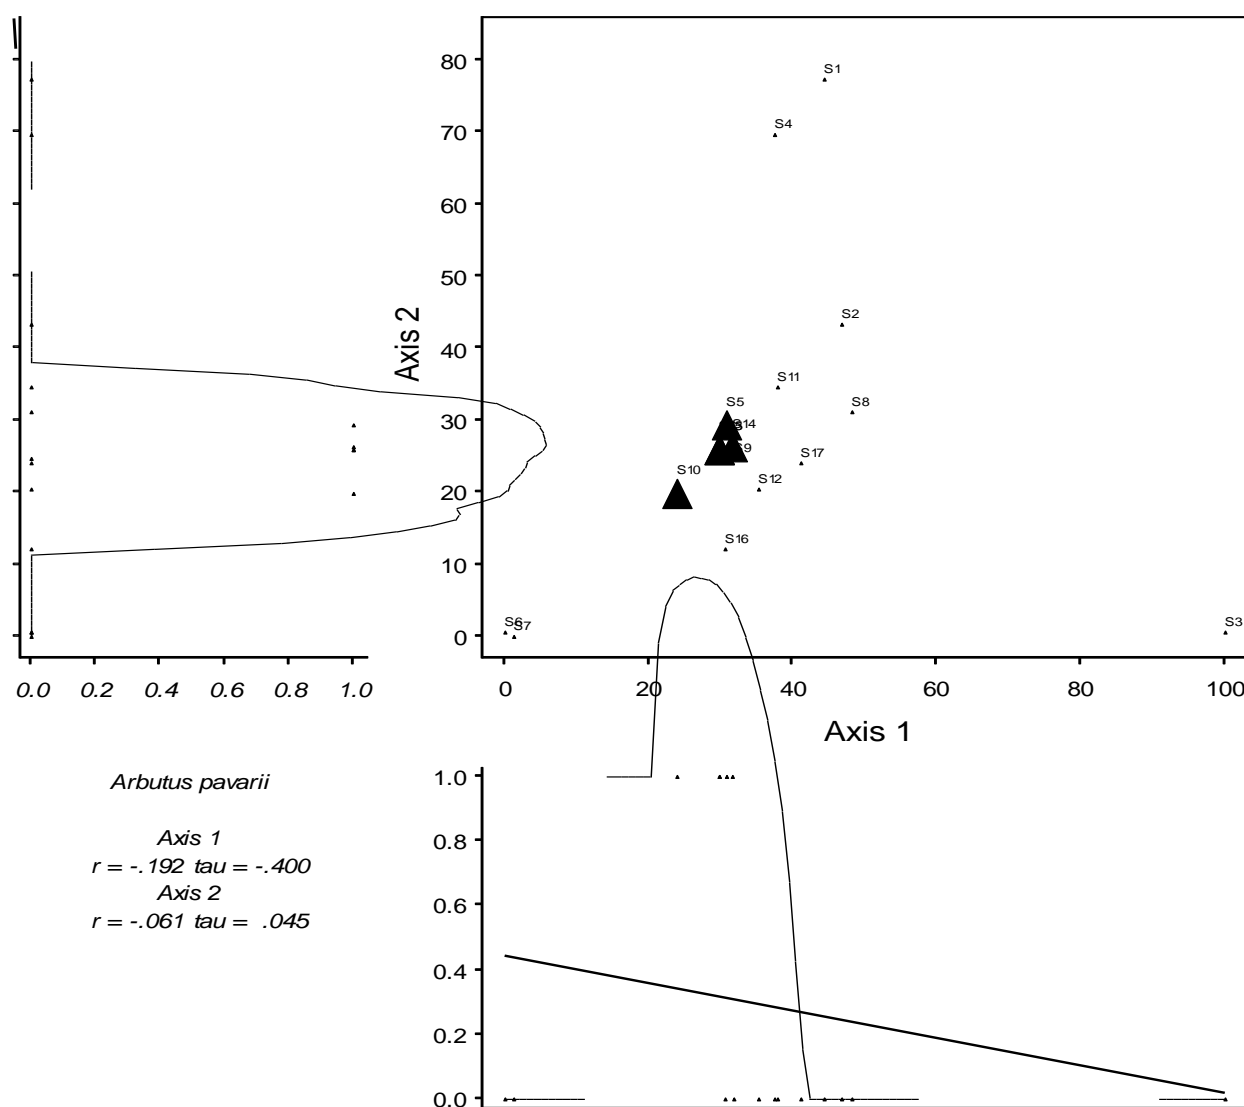 80
70
60
50
40
30
20
10
0
Axis 2
S1
S4
S2
S11
S8
S5
S14
S9
S17
S10
S12
S16
S6
S7
S3
0.0 0.2 0.4 0.6 0.8 1.0
0 20 40 60 80 100
Axis 1
Arbutus pavarii
Axis 1
r = -.192 tau = -.400
Axis 2
r = -.061 tau = .045
1.0
0.8
0.6
0.4
0.2
0.0